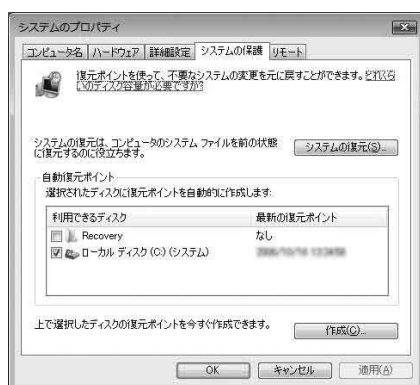 システムのプロパティ
コンピュータ名 ハードウェア 詳細設定 システムの保護 リモート
復元ポイントを使って、不要なシステムの変更を元に戻すことができます。どれくら
いのディスク容量が必要ですか?
システムの復元は、コンピュータのシステム ファイルを前の状態
に復元するのに役立ちます。
システムの復元(S)...
自動復元ポイント
選択されたディスクに復元ポイントを自動的に作成します:
利用できるディスク 最新の復元ポイント
Recovery なし
ローカル ディスク (C:) (システム)
上で選択したディスクの復元ポイントを今すぐ作成できます。
作成(C)...
OK キャンセル 適用(A)